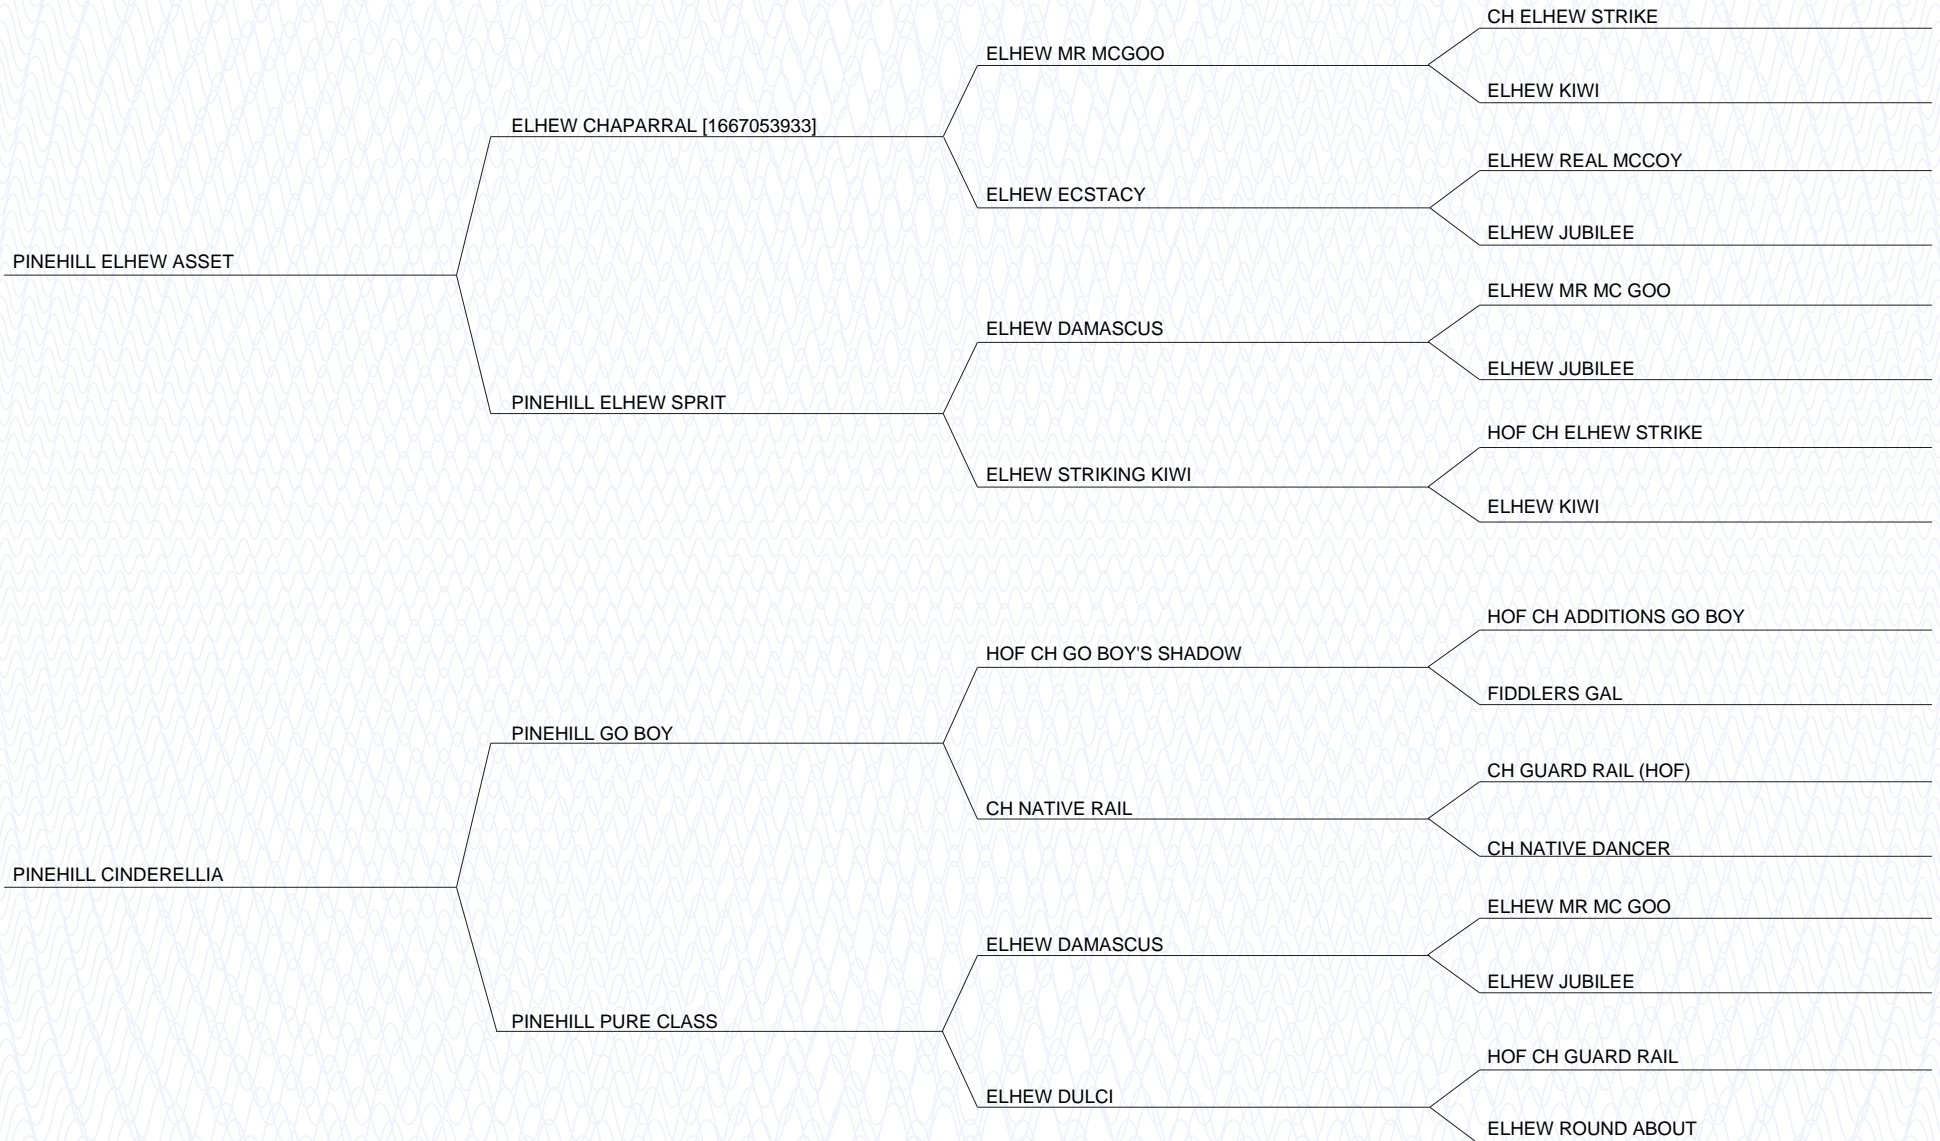 CH ELHEW STRIKE
ELHEW MR MCGOO
ELHEW KIWI
ELHEW CHAPARRAL [1667053933]
ELHEW REAL MCCOY
ELHEW ECSTACY
ELHEW JUBILEE
PINEHILL ELHEW ASSET
ELHEW MR MC GOO
ELHEW DAMASCUS
ELHEW JUBILEE
PINEHILL ELHEW SPRIT
HOF CH ELHEW STRIKE
ELHEW STRIKING KIWI
ELHEW KIWI
HOF CH ADDITIONS GO BOY
HOF CH GO BOY'S SHADOW
FIDDLERS GAL
PINEHILL GO BOY
CH GUARD RAIL (HOF)
CH NATIVE RAIL
CH NATIVE DANCER
PINEHILL CINDERELLIA
ELHEW MR MC GOO
ELHEW DAMASCUS
ELHEW JUBILEE
PINEHILL PURE CLASS
HOF CH GUARD RAIL
ELHEW DULCI
ELHEW ROUND ABOUT